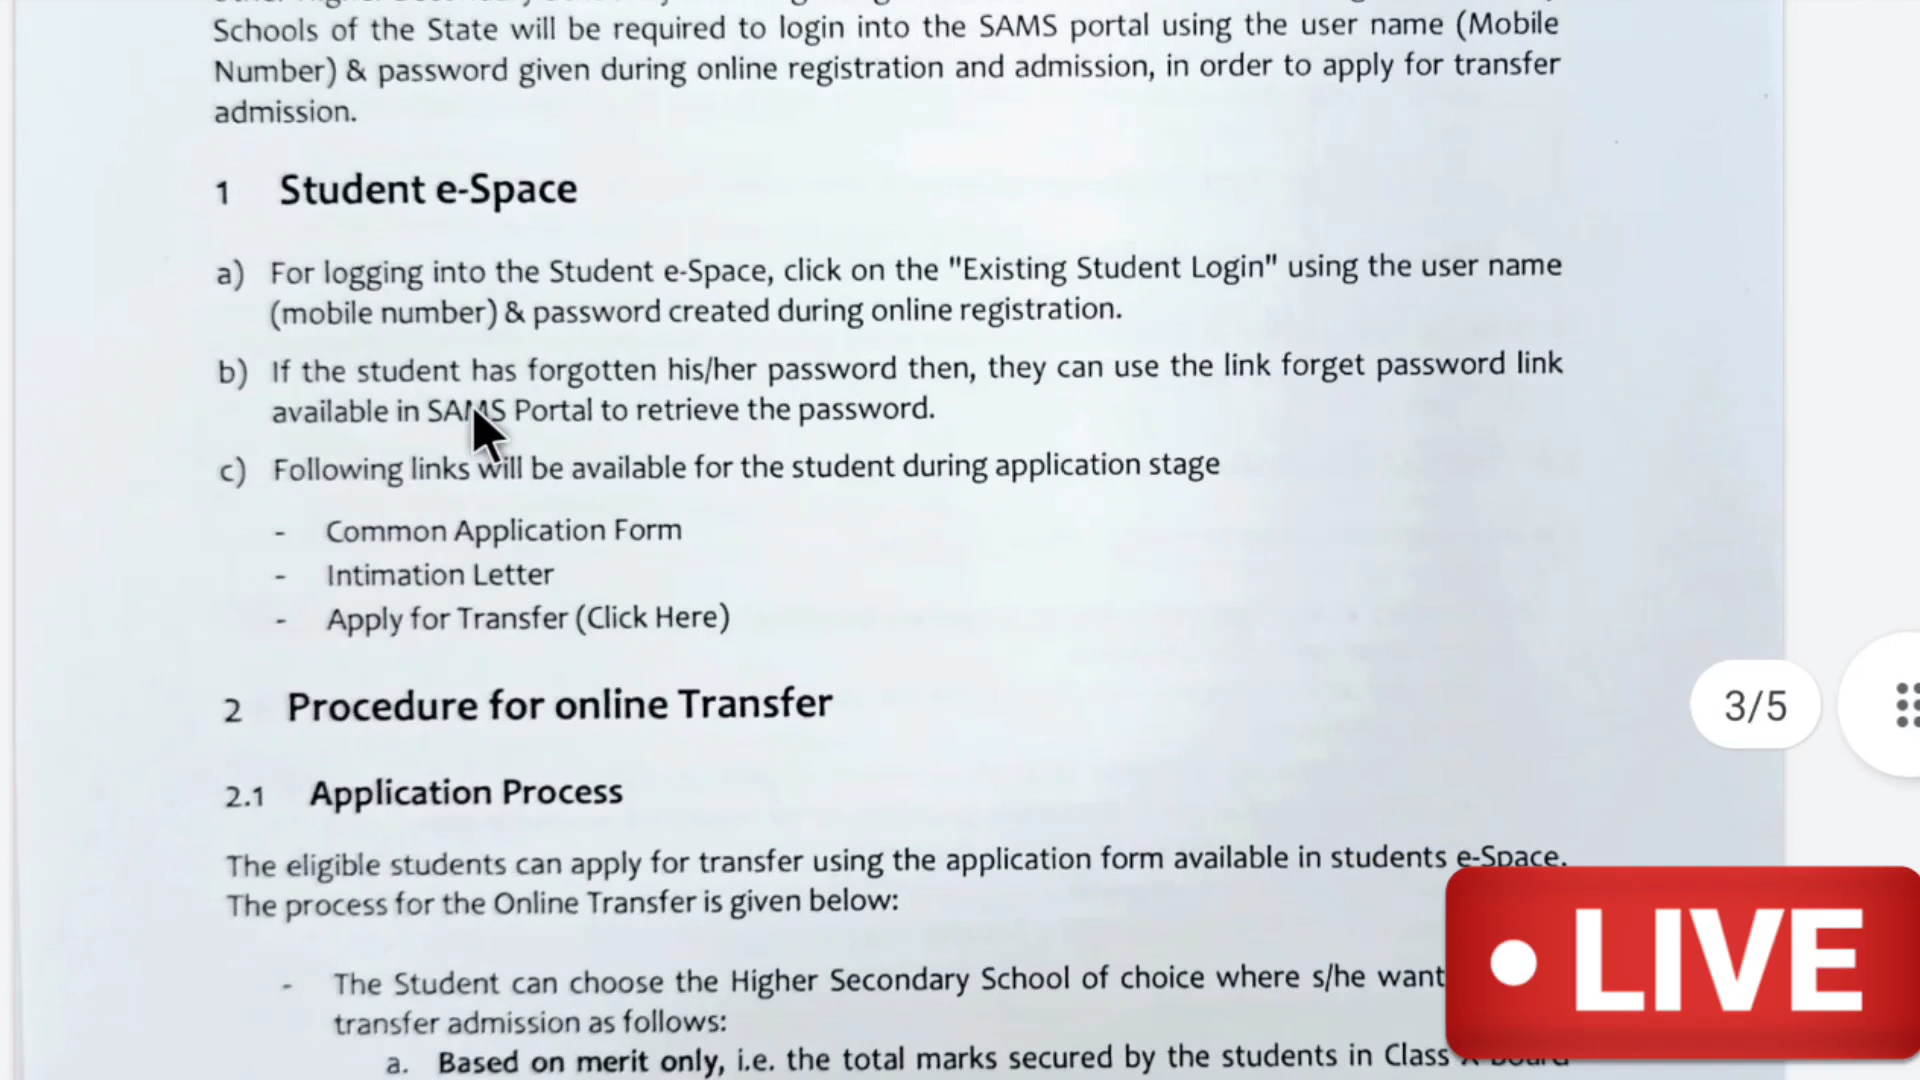 Schools of the State will be required to login into the SAMS portal using the user name (Mobile
Number) & password given during online registration and admission, in order to apply for transfer
admission.
1 Student e-Space
a) For logging into the Student e-Space, click on the "Existing Student Login" using the user name
(mobile number) & password created during online registration.
b) If the student has forgotten his/her password then, they can use the link forget password link
available in SAMS Portal to retrieve the password.
c) Following links will be available for the student during application stage
- Common Application Form
- Intimation Letter
- Apply for Transfer (Click Here)
2 Procedure for online Transfer
3/5
2.1 Application Process
The eligible students can apply for transfer using the application form available in students e-Space.
The process for the Online Transfer is given below:
- The Student can choose the Higher Secondary School of choice where s/he want
transfer admission as follows:
a. Based on merit only, i.e. the total marks secured by the students in Class
• LIVE